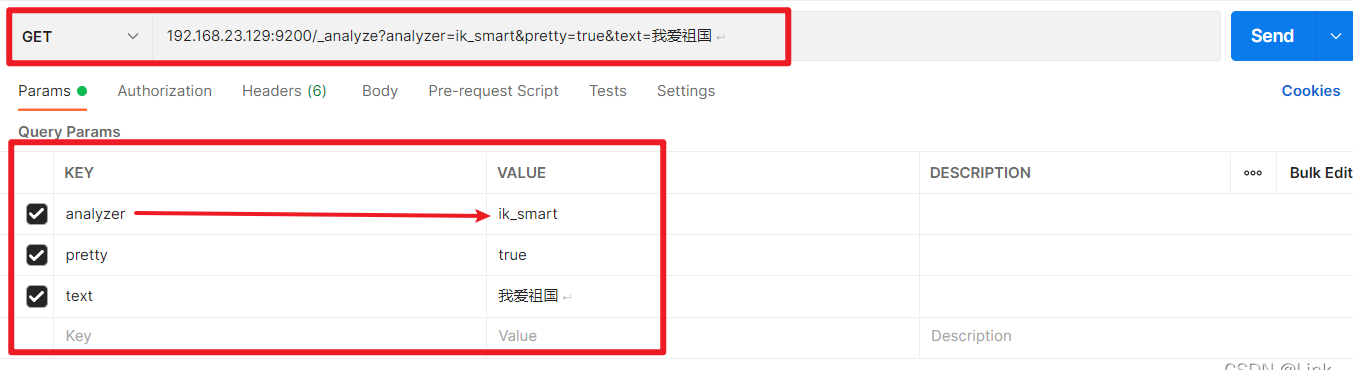 GET 192.168.23.129:9200/_analyze?analyzer=ik_smart&pretty=true&text=我爱祖国↵ Send
Params Authorization Headers (6) Body Pre-request Script Tests Settings Cookies
Query Params
KEY VALUE DESCRIPTION ooo Bulk Edit
analyzer ik_smart
pretty true
text 我爱祖国↵
Key Value Description
CSDN @Link